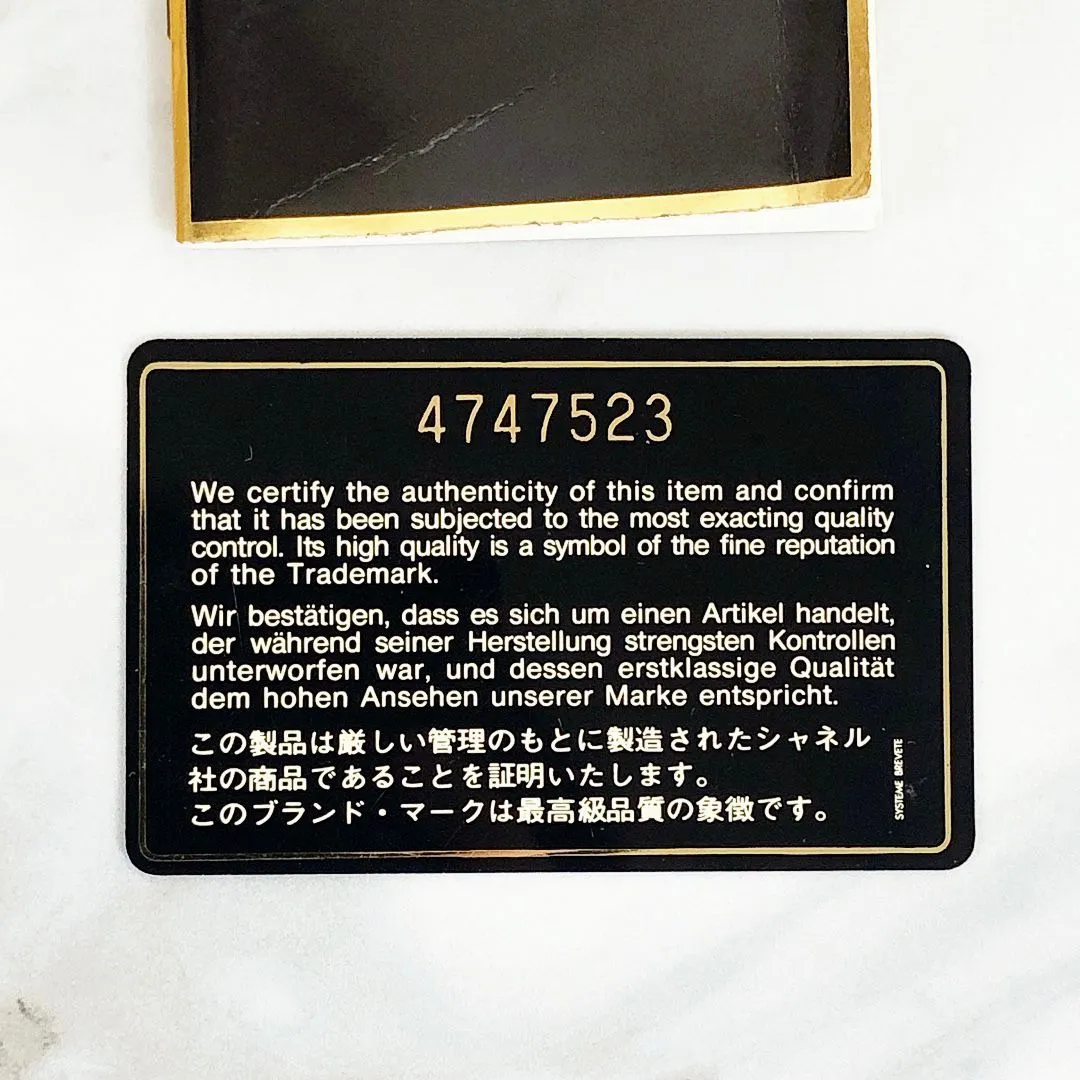 4747523
We certify the authenticity of this item and confirm
that it has been subjected to the most exacting quality
control. Its high quality is a symbol of the fine reputation
of the Trademark.
Wir bestätigen, dass es sich um einen Artikel handelt,
der während seiner Herstellung strengsten Kontrollen
unterworfen war, und dessen erstklassige Qualität
dem hohen Ansehen unserer Marke entspricht.
この製品は厳しい管理のもとに製造されたシャネル
社の商品であることを証明いたします。
このブランド・マークは最高級品質の象徴です。
SYSTEME BREVETE